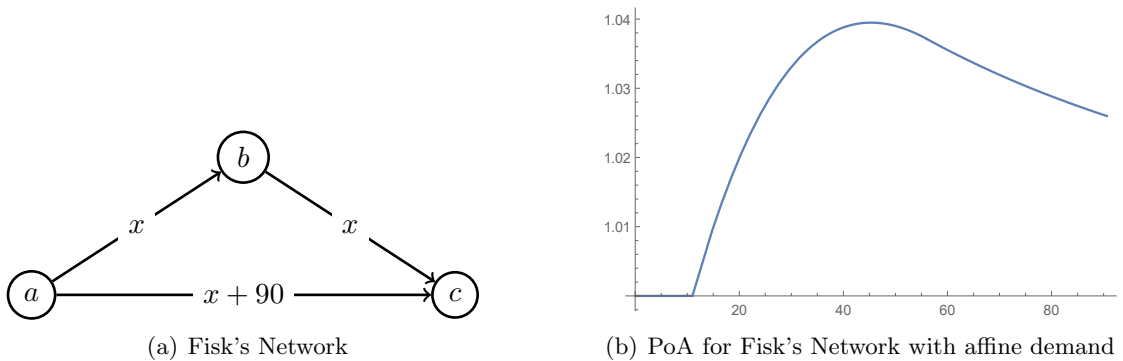 b
x
x
a
x + 90
c
(a) Fisk's Network
1.04
1.03
1.02
1.01
20
40
60
80
(b) PoA for Fisk's Network with affine demand